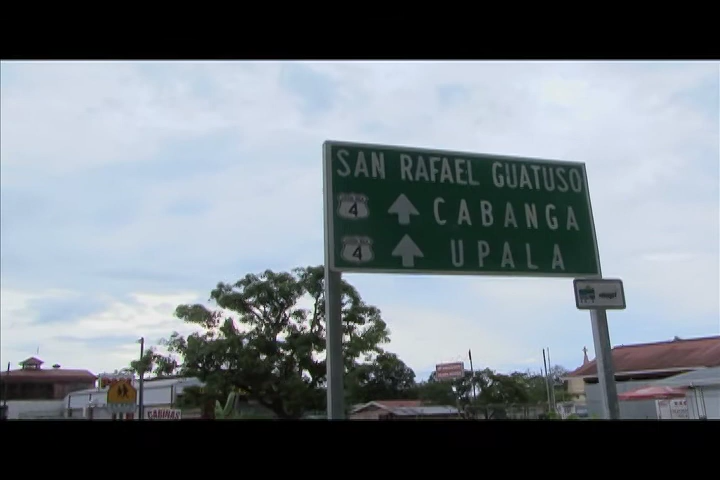 SAN RAFAEL GUATUSO
4 CABANGA
4 UPALA
CABINAS